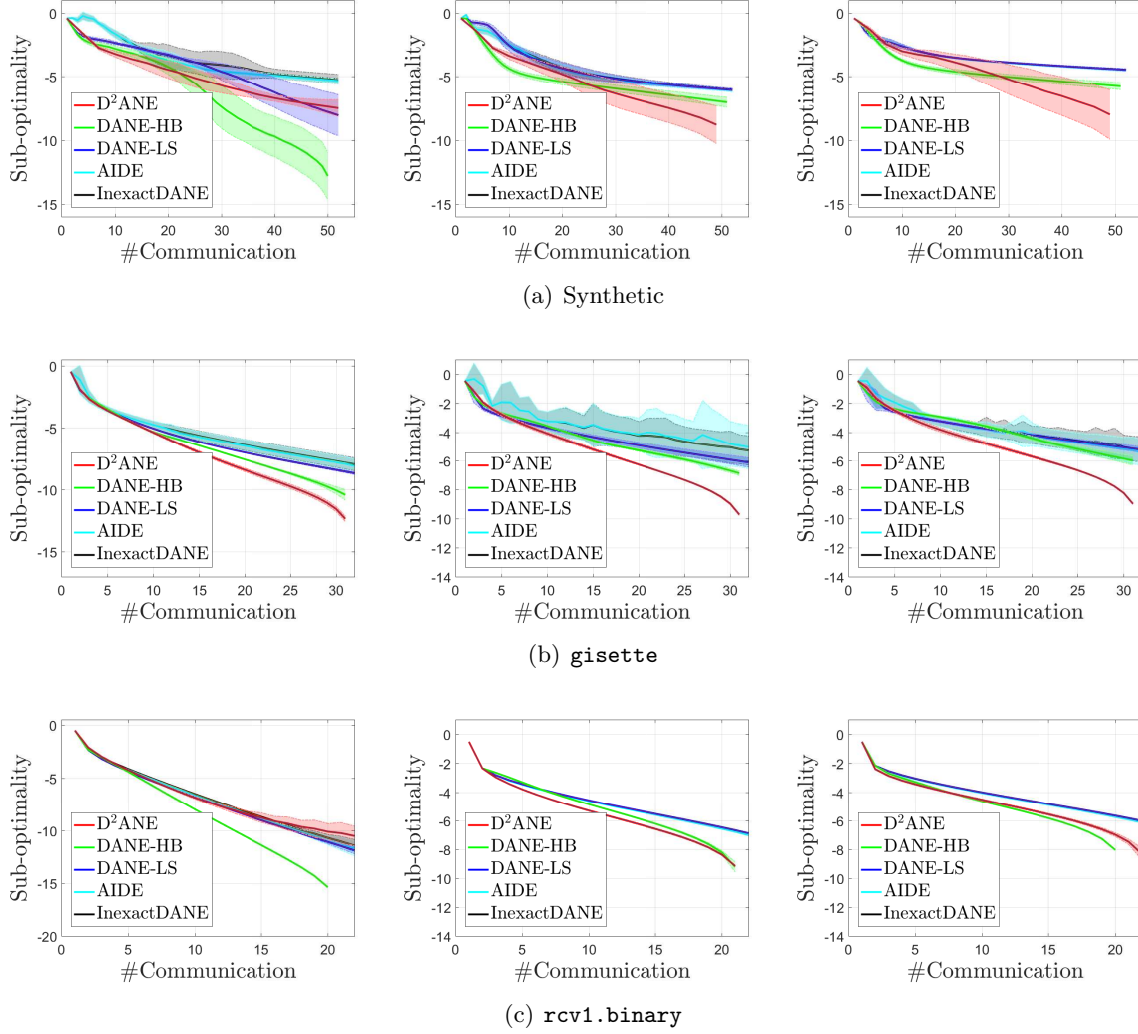 0
-5
-10
-15
Sub-optimality
D²ANE
DANE-HB
DANE-LS
AIDE
InexactDANE
0 10 20 30 40 50
#Communication
0
-5
-10
-15
Sub-optimality
D²ANE
DANE-HB
DANE-LS
AIDE
InexactDANE
0 10 20 30 40 50
#Communication
0
-5
-10
-15
Sub-optimality
D²ANE
DANE-HB
DANE-LS
AIDE
InexactDANE
0 10 20 30 40 50
#Communication
(a) Synthetic
0
-5
-10
-15
Sub-optimality
D²ANE
DANE-HB
DANE-LS
AIDE
InexactDANE
0 5 10 15 20 25 30
#Communication
0
-2
-4
-6
-8
-10
-12
-14
Sub-optimality
D²ANE
DANE-HB
DANE-LS
AIDE
InexactDANE
0 5 10 15 20 25 30
#Communication
0
-2
-4
-6
-8
-10
-12
-14
Sub-optimality
D²ANE
DANE-HB
DANE-LS
AIDE
InexactDANE
0 5 10 15 20 25 30
#Communication
(b) gisette
0
-5
-10
-15
-20
Sub-optimality
D²ANE
DANE-HB
DANE-LS
AIDE
InexactDANE
0 5 10 15 20
#Communication
0
-2
-4
-6
-8
-10
-12
-14
Sub-optimality
D²ANE
DANE-HB
DANE-LS
AIDE
InexactDANE
0 5 10 15 20
#Communication
0
-2
-4
-6
-8
-10
-12
-14
Sub-optimality
D²ANE
DANE-HB
DANE-LS
AIDE
InexactDANE
0 5 10 15 20
#Communication
(c) rcv1.binary